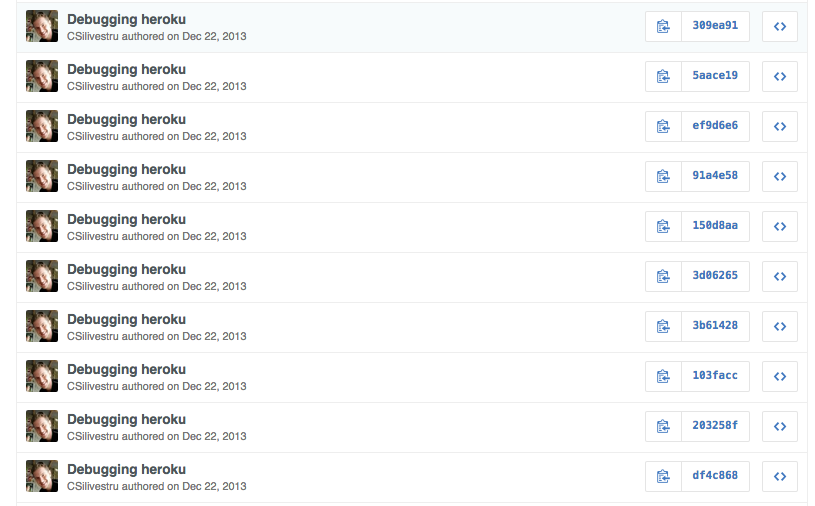 Debugging heroku
CSilivestru authored on Dec 22, 2013
309ea91
Debugging heroku
CSilivestru authored on Dec 22, 2013
5aace19
Debugging heroku
CSilivestru authored on Dec 22, 2013
ef9d6e6
Debugging heroku
CSilivestru authored on Dec 22, 2013
91a4e58
Debugging heroku
CSilivestru authored on Dec 22, 2013
150d8aa
Debugging heroku
CSilivestru authored on Dec 22, 2013
3d06265
Debugging heroku
CSilivestru authored on Dec 22, 2013
3b61428
Debugging heroku
CSilivestru authored on Dec 22, 2013
103facc
Debugging heroku
CSilivestru authored on Dec 22, 2013
203258f
Debugging heroku
CSilivestru authored on Dec 22, 2013
df4c868